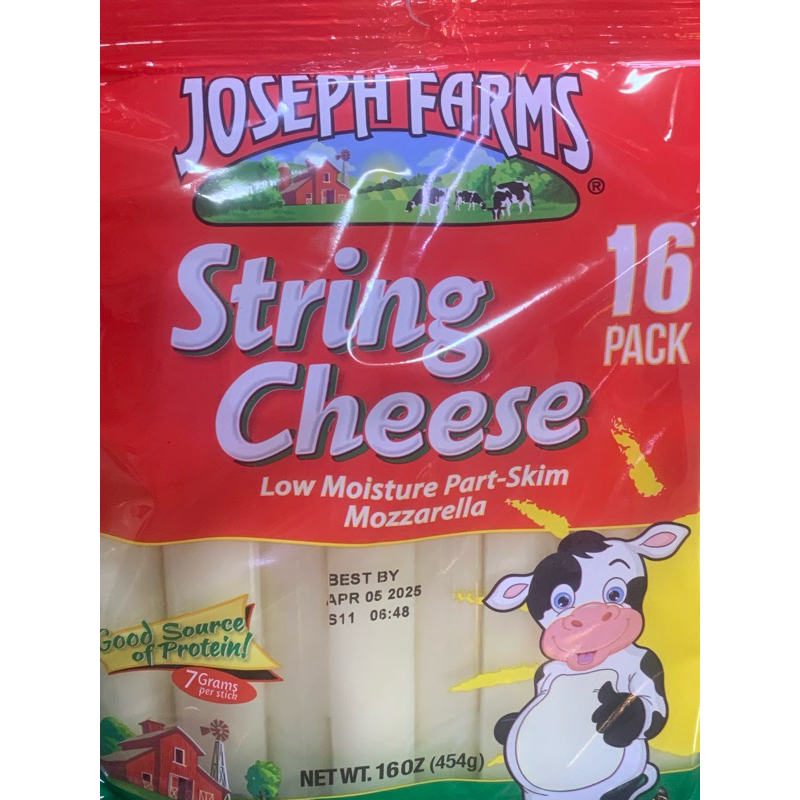 JOSEPH FARMS
®
String
Cheese
16
PACK
Low Moisture Part-Skim
Mozzarella
BEST BY
APR 05 2025
S11 06:48
Good Source
of Protein!
7 Grams
per stick
NET WT. 16 OZ (454g)